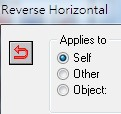 Reverse Horizontal
Applies to
Self
Other
Object: